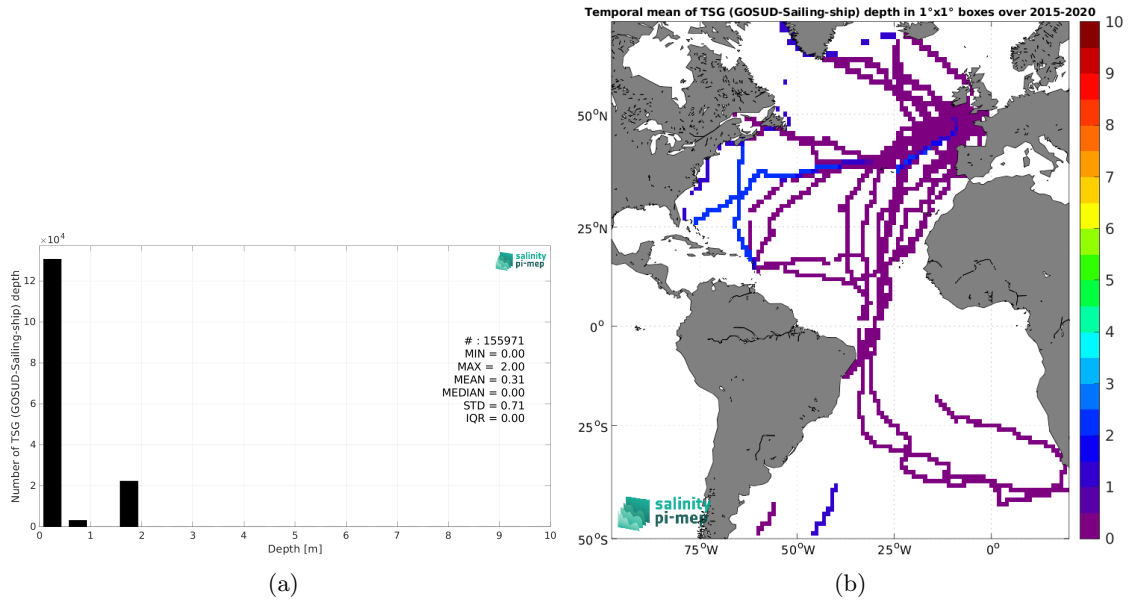 ×10⁴
12
10
8
6
4
2
0
Number of TSG (GOSUD-Sailing-ship) depth
0 1 2 3 4 5 6 7 8 9 10
Depth [m]
salinity
pi-mep
# : 155971
MIN = 0.00
MAX = 2.00
MEAN = 0.31
MEDIAN = 0.00
STD = 0.71
IQR = 0.00
(a)
Temporal mean of TSG (GOSUD-Sailing-ship) depth in 1°x1° boxes over 2015-2020
50°N
25°N
0°
25°S
50°S
75°W 50°W 25°W 0°
salinity
pi-mep
10
9
8
7
6
5
4
3
2
1
0
(b)